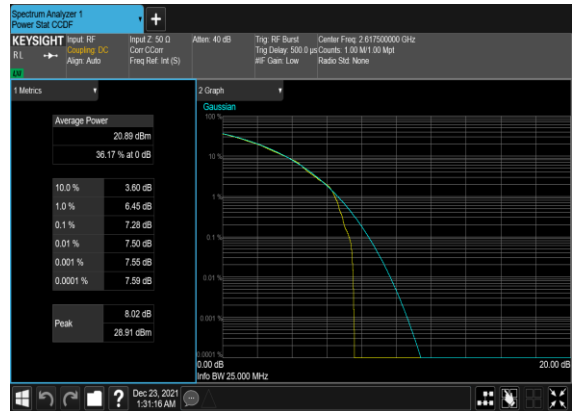 Spectrum Analyzer 1
Power Stat CCDF
KEYSIGHT Input: RF Input Z: 50 Ω Atten: 40 dB Trig: RF Burst Center Freq: 2.617500000 GHz
RL Coupling: DC Corr CCorr Trig Delay: 500.0 µs Counts: 1.00 M/1.00 Mpt
Align: Auto Freq Ref: Int (S) #IF Gain: Low Radio Std: None
1 Metrics
2 Graph
Average Power
20.89 dBm
36.17 % at 0 dB
10.0 % 3.60 dB
1.0 % 6.45 dB
0.1 % 7.28 dB
0.01 % 7.50 dB
0.001 % 7.55 dB
0.0001 % 7.59 dB
Peak 8.02 dB
28.91 dBm
Gaussian
100 %
10 %
1 %
0.1 %
0.01 %
0.001 %
0.0001 %
0.00 dB 20.00 dB
Info BW 25.000 MHz
? Dec 23, 2021
1:31:16 AM